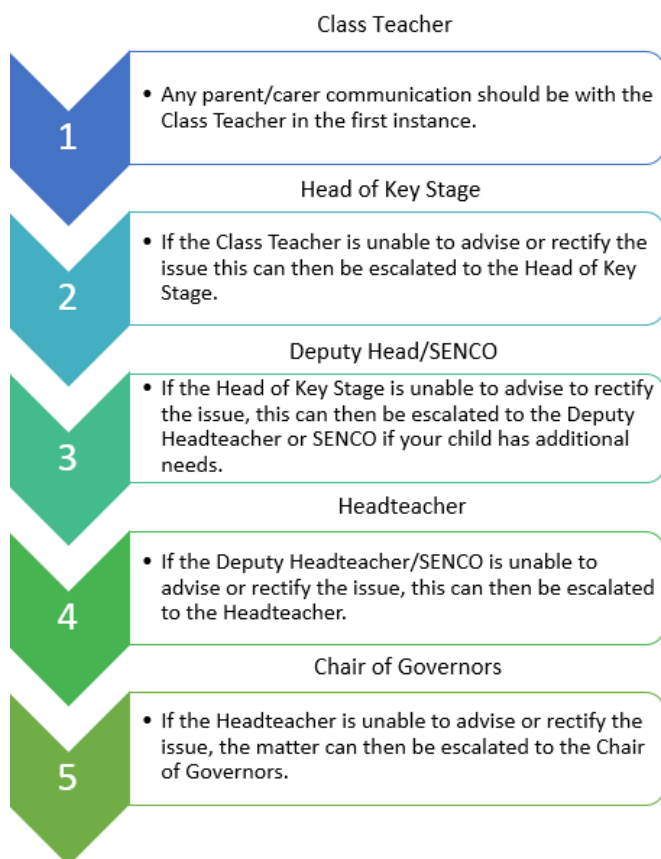 Class Teacher
1
• Any parent/carer communication should be with the
Class Teacher in the first instance.
Head of Key Stage
2
• If the Class Teacher is unable to advise or rectify the
issue this can then be escalated to the Head of Key
Stage.
Deputy Head/SENCO
3
• If the Head of Key Stage is unable to advise to rectify
the issue, this can then be escalated to the Deputy
Headteacher or SENCO if your child has additional
needs.
Headteacher
4
• If the Deputy Headteacher/SENCO is unable to
advise or rectify the issue, this can then be escalated
to the Headteacher.
Chair of Governors
5
• If the Headteacher is unable to advise or rectify the
issue, the matter can then be escalated to the Chair
of Governors.